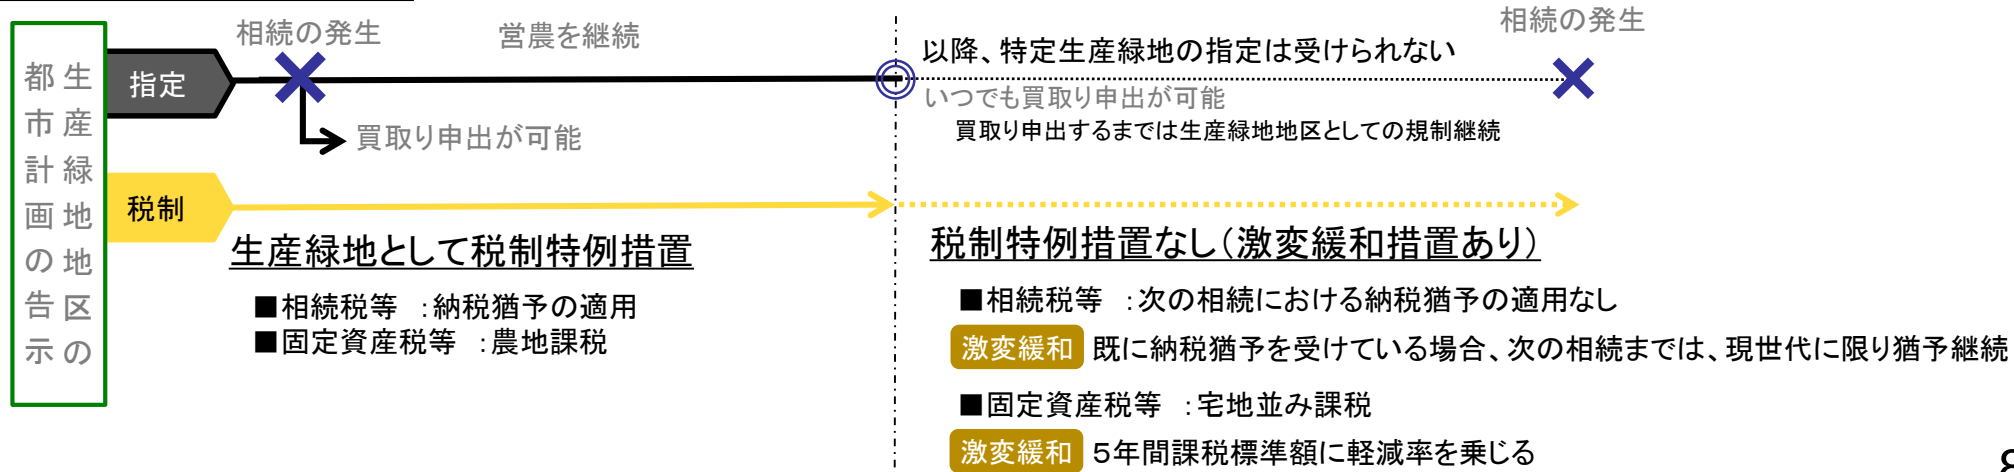 生産緑地地区の
都市計画の告示
指定
相続の発生
営農を継続
買取り申出が可能
以降、特定生産緑地の指定は受けられない
いつでも買取り申出が可能
買取り申出するまでは生産緑地地区としての規制継続
相続の発生
税制
生産緑地として税制特例措置
■相続税等 :納税猶予の適用
■固定資産税等 :農地課税
税制特例措置なし(激変緩和措置あり)
■相続税等 :次の相続における納税猶予の適用なし
激変緩和 既に納税猶予を受けている場合、次の相続までは、現世代に限り猶予継続
■固定資産税等 :宅地並み課税
激変緩和 5年間課税標準額に軽減率を乗じる